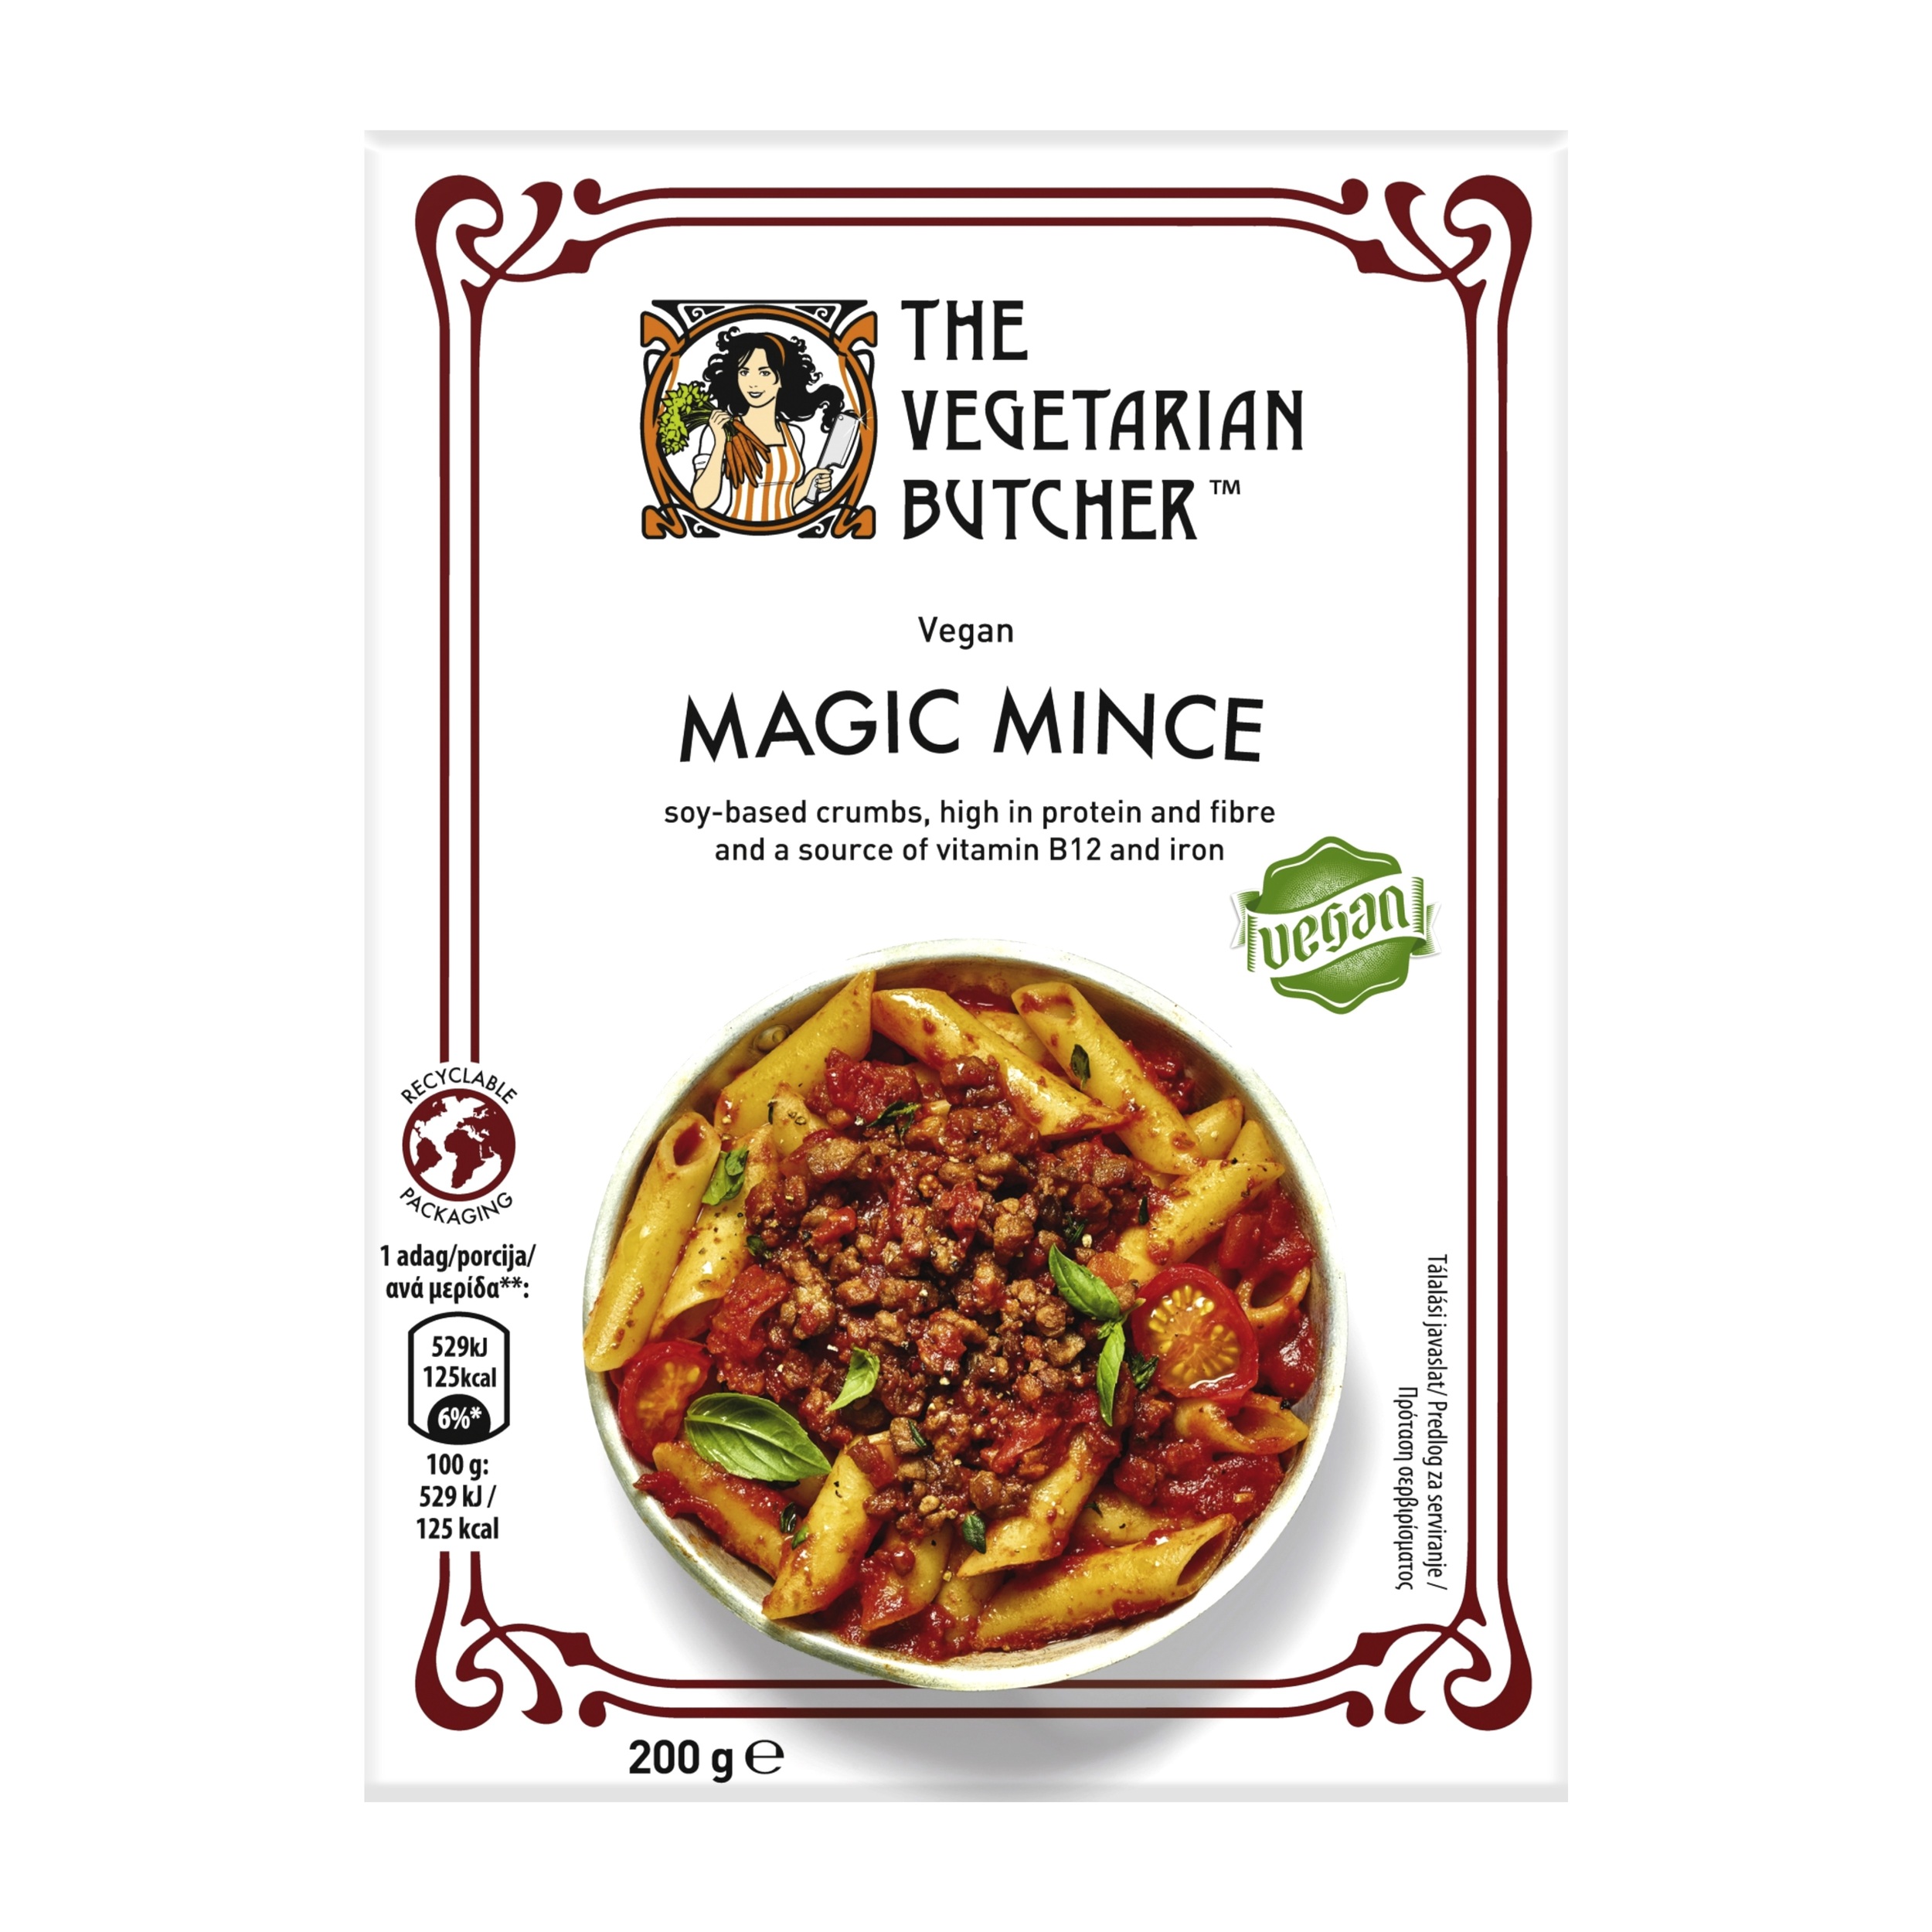 THE
VEGETARIAN
BUTCHER™
Vegan
MAGIC MINCE
soy-based crumbs, high in protein and fibre
and a source of vitamin B12 and iron
vegan
RECYCLABLE
PACKAGING
1 adag/porcija/
ανά μερίδα**:
529kJ
125kcal
6%*
100 g:
529 kJ /
125 kcal
Tálalási javaslat/ Predlog za serviranje /
Πρόταση σερβιρίσματος
200 g ℮